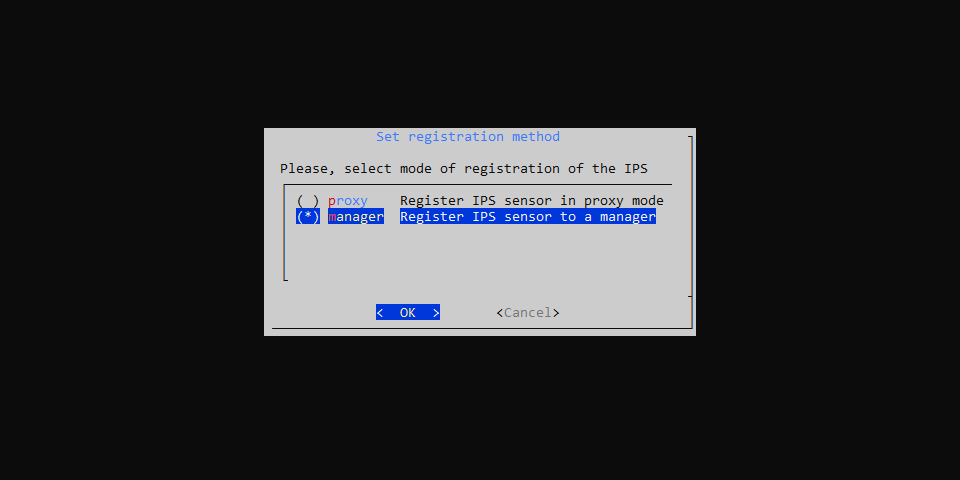 Set registration method
Please, select mode of registration of the IPS
( ) proxy Register IPS sensor in proxy mode
(*) manager Register IPS sensor to a manager
< OK > <Cancel>